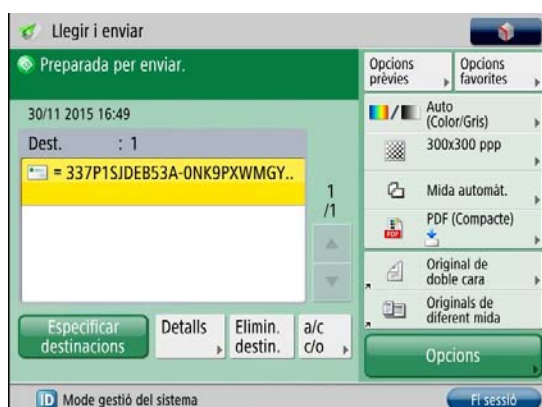 Llegir i enviar
Preparada per enviar.
30/11 2015 16:49
Dest. : 1
= 337P1SJDEB53A-0NK9PXWMGY..
1
/1
Especificar
destinacions
Detalls
Elimin.
destin.
a/c
c/o
Opcions
prèvies
Opcions
favorites
Auto
(Color/Gris)
300x300 ppp
Mida automàt.
PDF (Compacte)
PDF
Original de
doble cara
Originals de
diferent mida
Opcions
ID Mode gestió del sistema
FI sessió